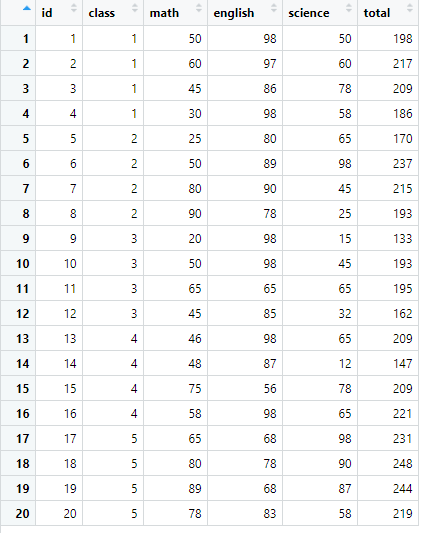 id class math english science total
1 1 1 50 98 50 198
2 2 1 60 97 60 217
3 3 1 45 86 78 209
4 4 1 30 98 58 186
5 5 2 25 80 65 170
6 6 2 50 89 98 237
7 7 2 80 90 45 215
8 8 2 90 78 25 193
9 9 3 20 98 15 133
10 10 3 50 98 45 193
11 11 3 65 65 65 195
12 12 3 45 85 32 162
13 13 4 46 98 65 209
14 14 4 48 87 12 147
15 15 4 75 56 78 209
16 16 4 58 98 65 221
17 17 5 65 68 98 231
18 18 5 80 78 90 248
19 19 5 89 68 87 244
20 20 5 78 83 58 219